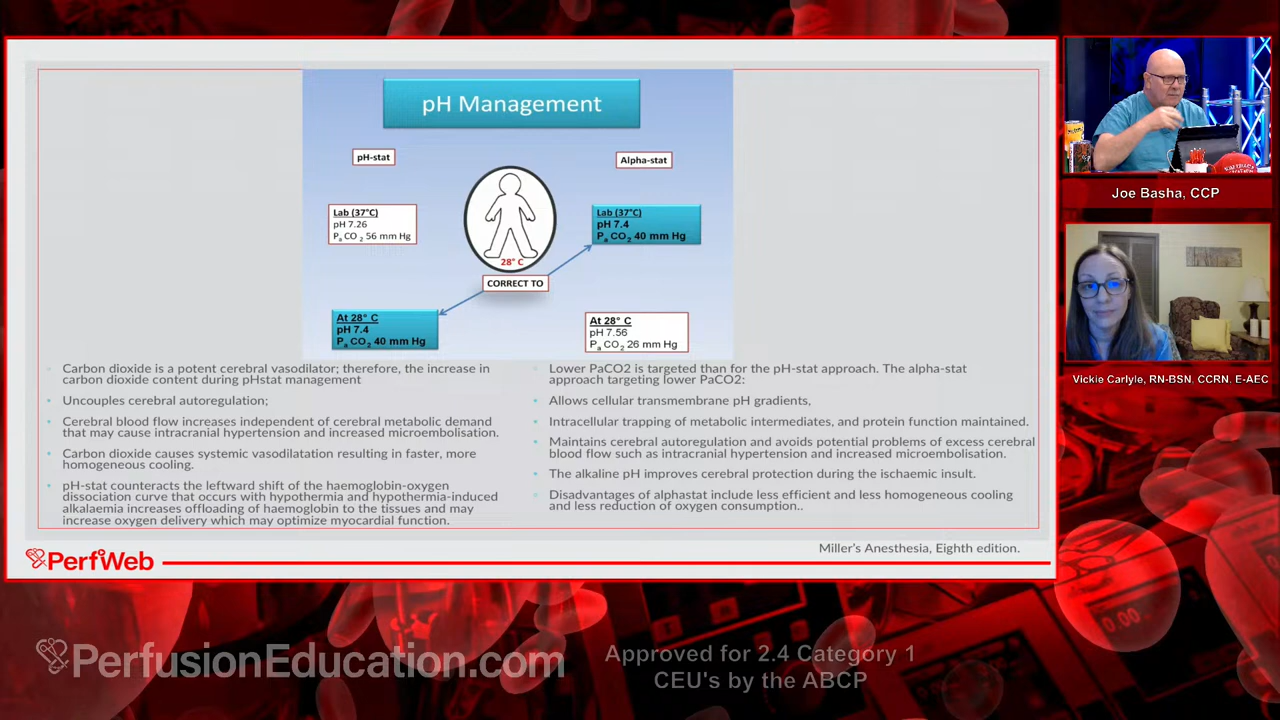 pH Management
pH-stat
Alpha-stat
Lab (37°C)
pH 7.26
Pa CO2 56 mm Hg
Lab (37°C)
pH 7.4
Pa CO2 40 mm Hg
28° C
CORRECT TO
At 28° C
pH 7.4
Pa CO2 40 mm Hg
At 28° C
pH 7.56
Pa CO2 26 mm Hg
Carbon dioxide is a potent cerebral vasodilator; therefore, the increase in
carbon dioxide content during pHstat management
Uncouples cerebral autoregulation;
Cerebral blood flow increases independent of cerebral metabolic demand
that may cause intracranial hypertension and increased microembolisation.
Carbon dioxide causes systemic vasodilatation resulting in faster, more
homogeneous cooling.
pH-stat counteracts the leftward shift of the haemoglobin-oxygen
dissociation curve that occurs with hypothermia and hypothermia-induced
alkalaemia increases offloading of haemoglobin to the tissues and may
increase oxygen delivery which may optimize myocardial function.
Lower PaCO2 is targeted than for the pH-stat approach. The alpha-stat
approach targeting lower PaCO2:
Allows cellular transmembrane pH gradients,
Intracellular trapping of metabolic intermediates, and protein function maintained.
Maintains cerebral autoregulation and avoids potential problems of excess cerebral
blood flow such as intracranial hypertension and increased microembolisation.
The alkaline pH improves cerebral protection during the ischaemic insult.
Disadvantages of alphastat include less efficient and less homogeneous cooling
and less reduction of oxygen consumption..
Miller's Anesthesia, Eighth edition.
PerfWeb
Joe Basha, CCP
Vickie Carlyle, RN-BSN, CCRN, E-AEC
PerfusionEducation.com
Approved for 2.4 Category 1
CEU's by the ABCP
0.00